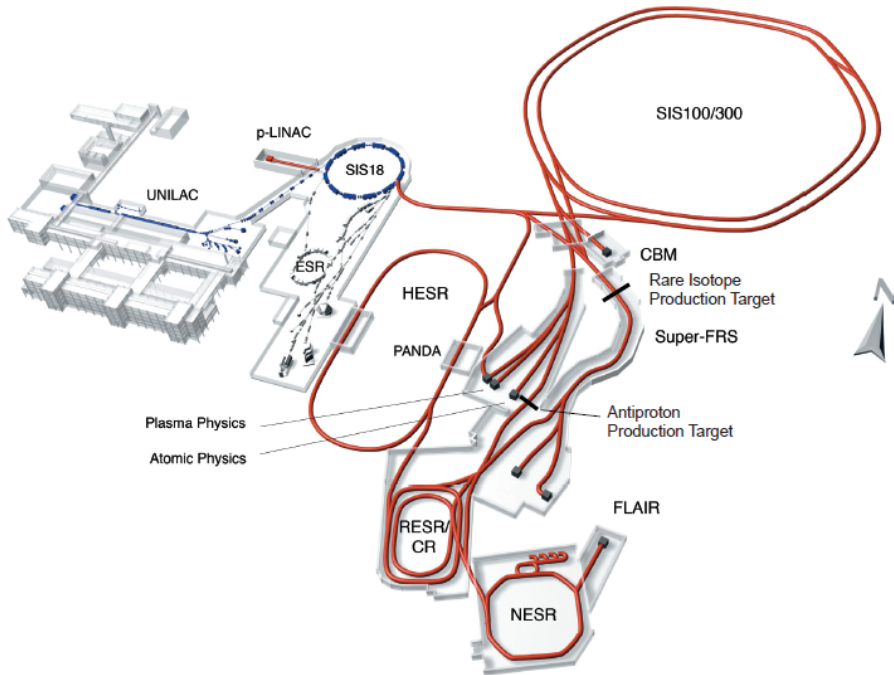 SIS100/300
p-LINAC
SIS18
UNILAC
ESR
CBM
HESR
Rare Isotope
Production Target
Super-FRS
PANDA
Plasma Physics
Antiproton
Production Target
Atomic Physics
FLAIR
RESR/
CR
NESR
N